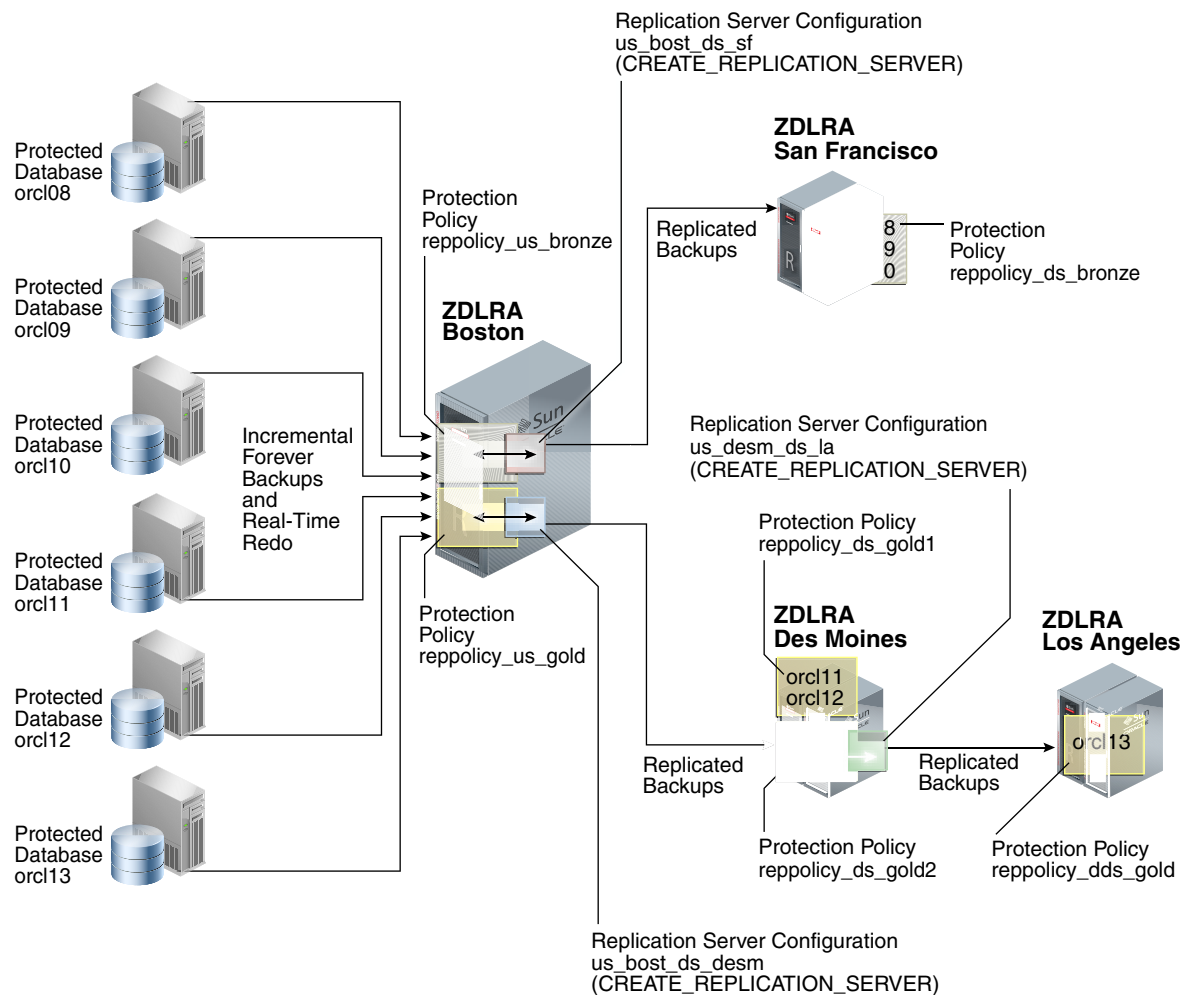 Replication Server Configuration
us_bost_ds_sf
(CREATE_REPLICATION_SERVER)
Protected
Database
orcl08
ZDLRA
San Francisco
Protection
Policy
reppolicy_us_bronze
Replicated
Backups
8
9
0
R
Protection
Policy
reppolicy_ds_bronze
Protected
Database
orcl09
ZDLRA
Boston
Sun
Protected
Database
orcl10
Incremental
Forever
Backups
and
Real-Time
Redo
Replication Server Configuration
us_desm_ds_la
(CREATE_REPLICATION_SERVER)
Protected
Database
orcl11
Protection Policy
reppolicy_ds_gold1
Protection
Policy
reppolicy_us_gold
ZDLRA
Des Moines
ZDLRA
Los Angeles
orcl11
orcl12
orcl13
Protected
Database
orcl12
Replicated
Backups
Replicated
Backups
Protected
Database
orcl13
Protection Policy
reppolicy_ds_gold2
Protection Policy
reppolicy_dds_gold
Replication Server Configuration
us_bost_ds_desm
(CREATE_REPLICATION_SERVER)